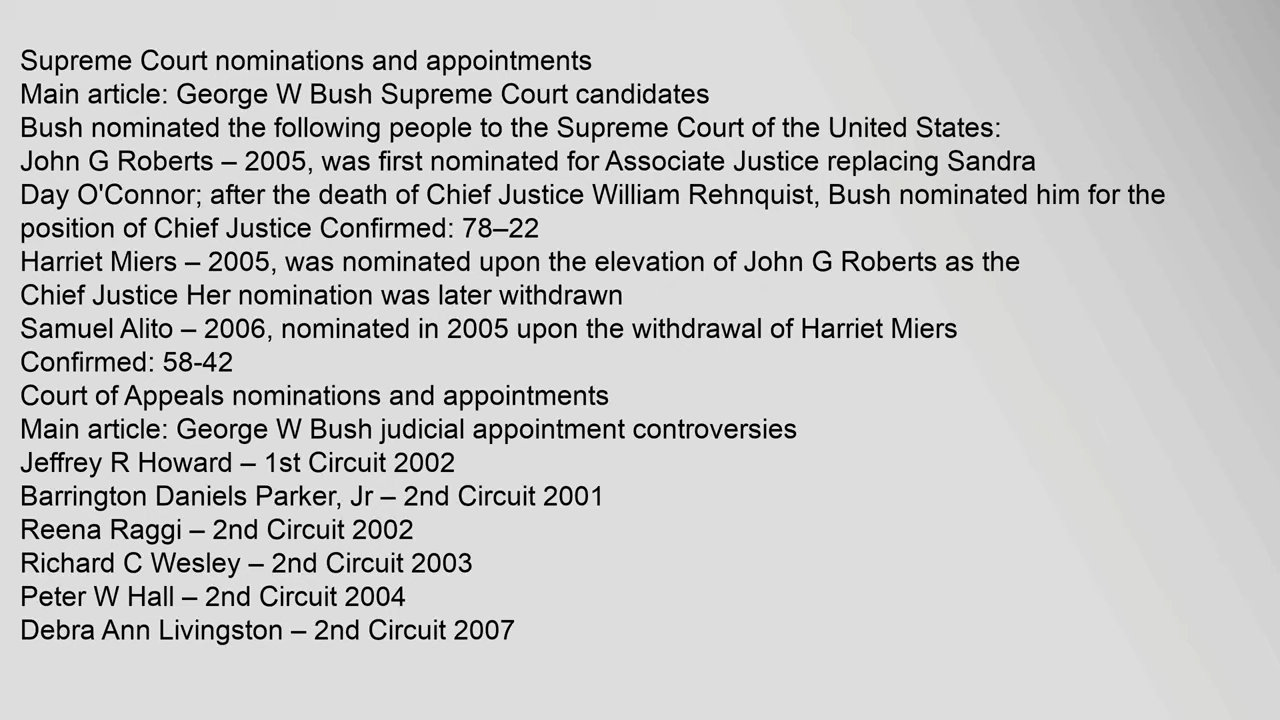 Supreme Court nominations and appointments
Main article: George W Bush Supreme Court candidates
Bush nominated the following people to the Supreme Court of the United States:
John G Roberts – 2005, was first nominated for Associate Justice replacing Sandra
Day O'Connor; after the death of Chief Justice William Rehnquist, Bush nominated him for the
position of Chief Justice Confirmed: 78–22
Harriet Miers – 2005, was nominated upon the elevation of John G Roberts as the
Chief Justice Her nomination was later withdrawn
Samuel Alito – 2006, nominated in 2005 upon the withdrawal of Harriet Miers
Confirmed: 58-42
Court of Appeals nominations and appointments
Main article: George W Bush judicial appointment controversies
Jeffrey R Howard – 1st Circuit 2002
Barrington Daniels Parker, Jr – 2nd Circuit 2001
Reena Raggi – 2nd Circuit 2002
Richard C Wesley – 2nd Circuit 2003
Peter W Hall – 2nd Circuit 2004
Debra Ann Livingston – 2nd Circuit 2007